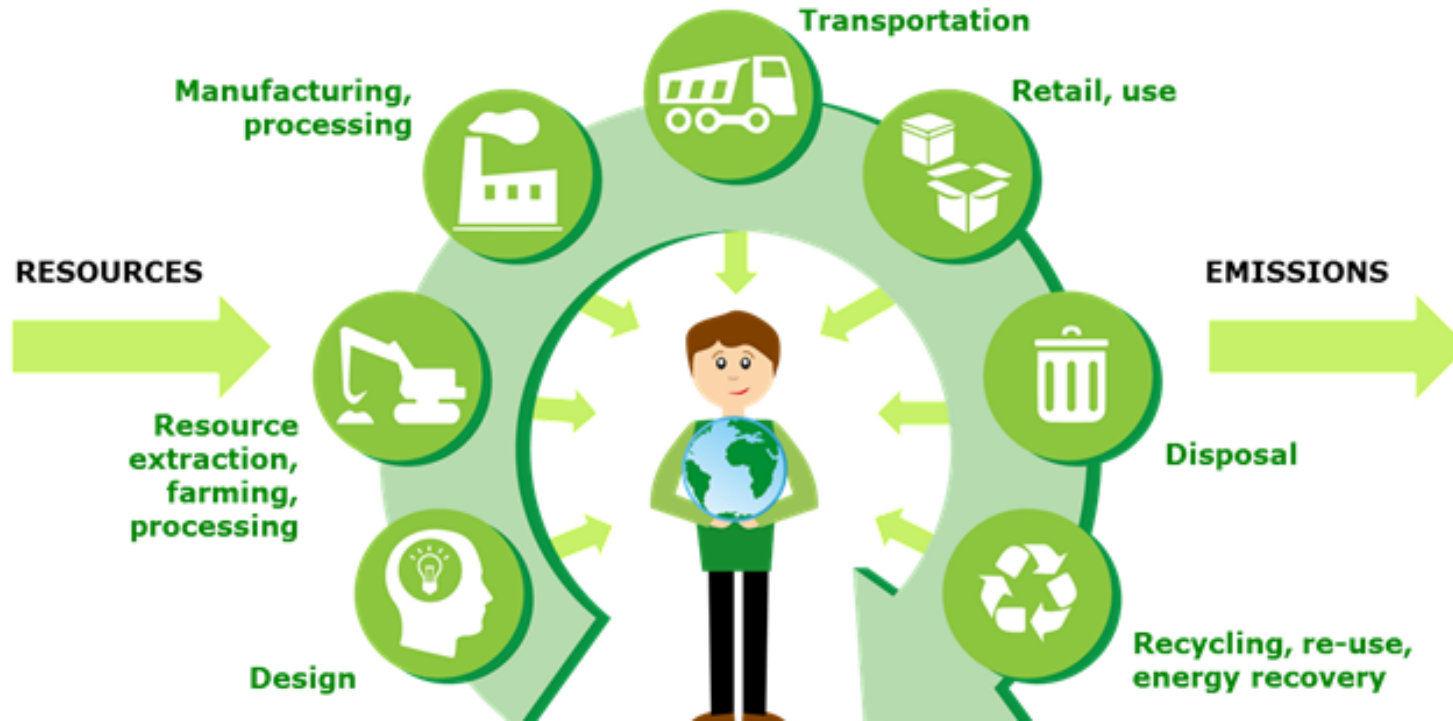 Transportation
Manufacturing,
processing
Retail, use
RESOURCES
EMISSIONS
Resource
extraction,
farming,
processing
Disposal
Design
Recycling, re-use,
energy recovery